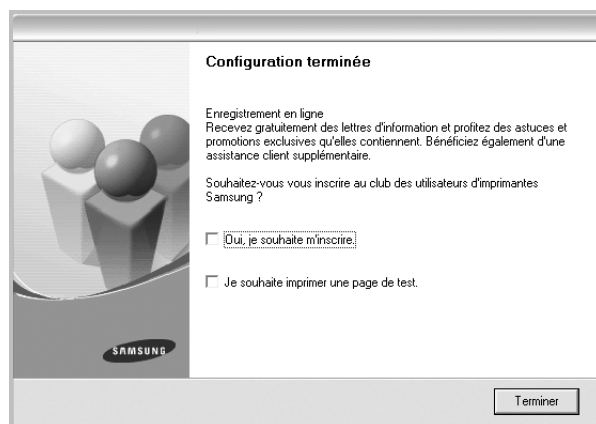 Configuration terminée
Enregistrement en ligne
Recevez gratuitement des lettres d'information et profitez des astuces et
promotions exclusives qu'elles contiennent. Bénéficiez également d'une
assistance client supplémentaire.
Souhaitez-vous vous inscrire au club des utilisateurs d'imprimantes
Samsung ?
Oui, je souhaite m'inscrire.
Je souhaite imprimer une page de test.
SAMSUNG
Terminer